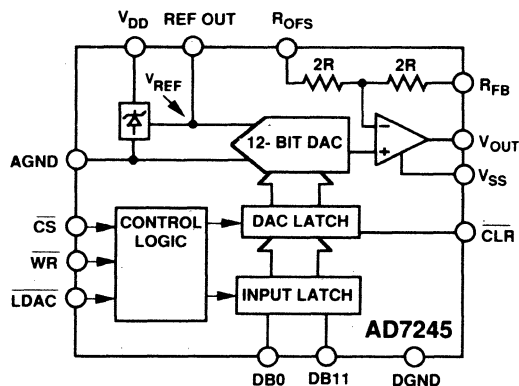 VDD REF OUT ROFS
2R 2R
RFB
VREF
12- BIT DAC
−
+
VOUT
AGND
VSS
CS
CONTROL
LOGIC
DAC LATCH
CLR
WR
LDAC
INPUT LATCH
AD7245
DB0 DB11 DGND